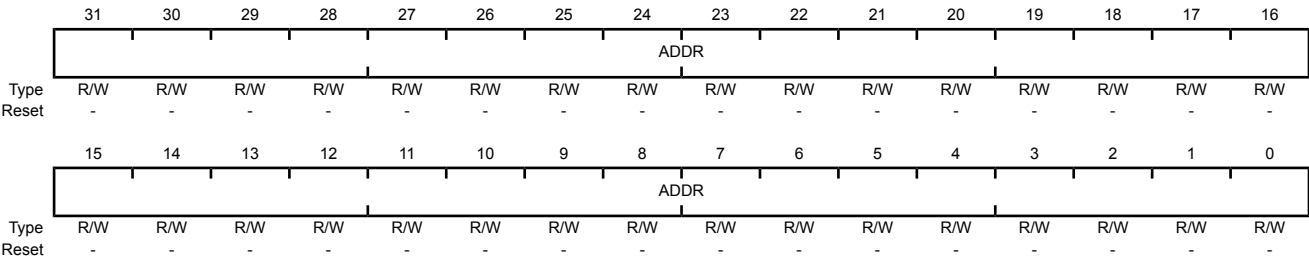 31 30 29 28 27 26 25 24 23 22 21 20 19 18 17 16
ADDR
Type R/W R/W R/W R/W R/W R/W R/W R/W R/W R/W R/W R/W R/W R/W R/W R/W
Reset - - - - - - - - - - - - - - - -
15 14 13 12 11 10 9 8 7 6 5 4 3 2 1 0
ADDR
Type R/W R/W R/W R/W R/W R/W R/W R/W R/W R/W R/W R/W R/W R/W R/W R/W
Reset - - - - - - - - - - - - - - - -